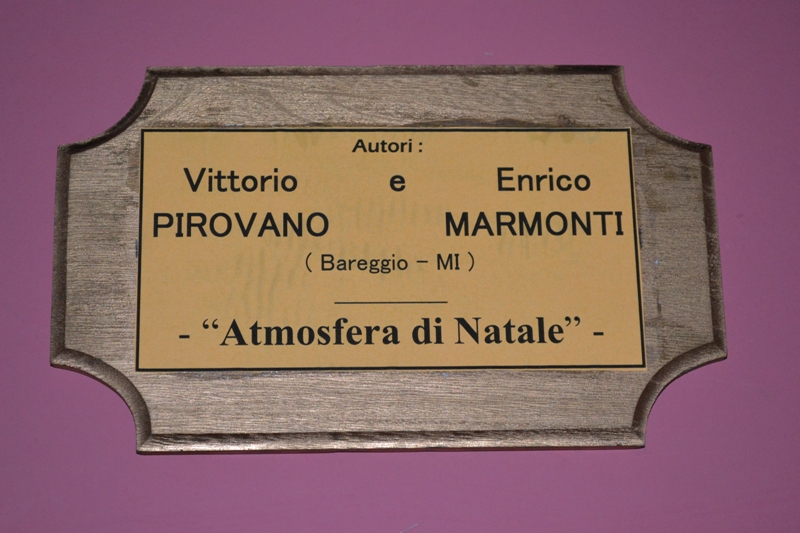 Autori :
Vittorio e Enrico
PIROVANO MARMONTI
( Bareggio - MI )
- “Atmosfera di Natale” -